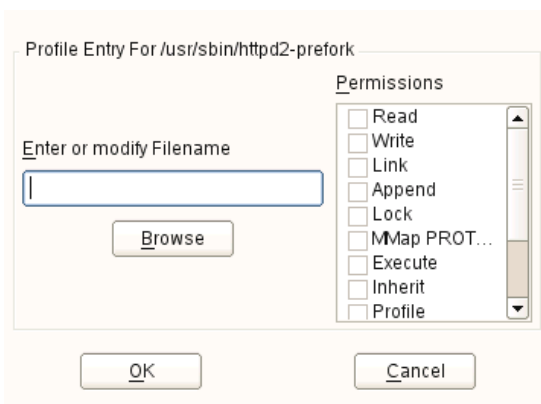 Profile Entry For /usr/sbin/httpd2-prefork
Enter or modify Filename
Browse
Permissions
Read
Write
Link
Append
Lock
MMap PROT...
Execute
Inherit
Profile
OK
Cancel